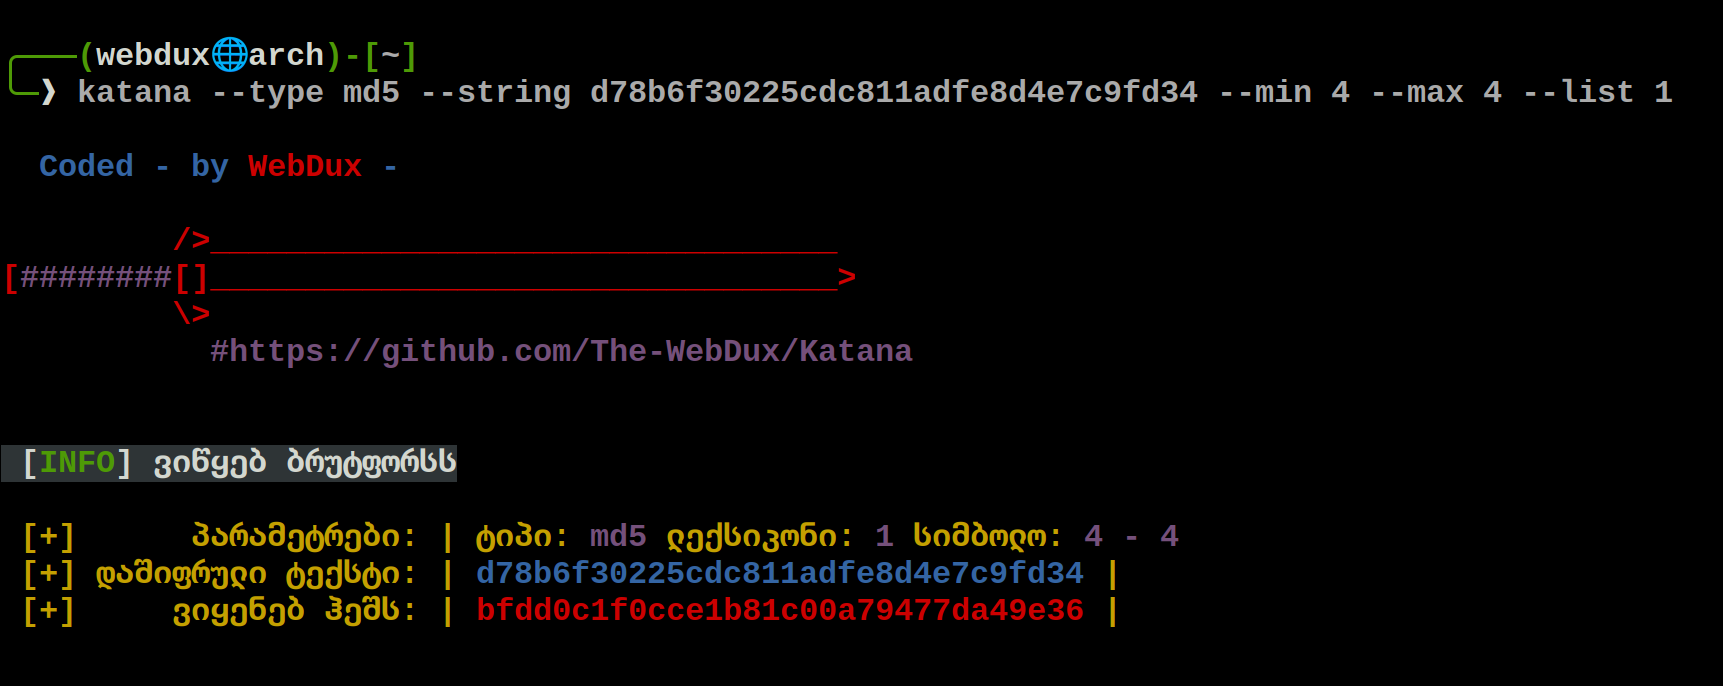 (webdux🌐arch)-[~]
❱ katana --type md5 --string d78b6f30225cdc811adfe8d4e7c9fd34 --min 4 --max 4 --list 1
Coded - by WebDux -
/>_________________________________
[########[]_________________________________>
\>
#https://github.com/The-WebDux/Katana
[INFO] ვიწყებ ბრუტფორსს
[+] პარამეტრები: | ტიპი: md5 ლექსიკონი: 1 სიმბოლო: 4 - 4
[+] დაშიფრული ტექსტი: | d78b6f30225cdc811adfe8d4e7c9fd34 |
[+] ვიყენებ ჰეშს: | bfdd0c1f0cce1b81c00a79477da49e36 |